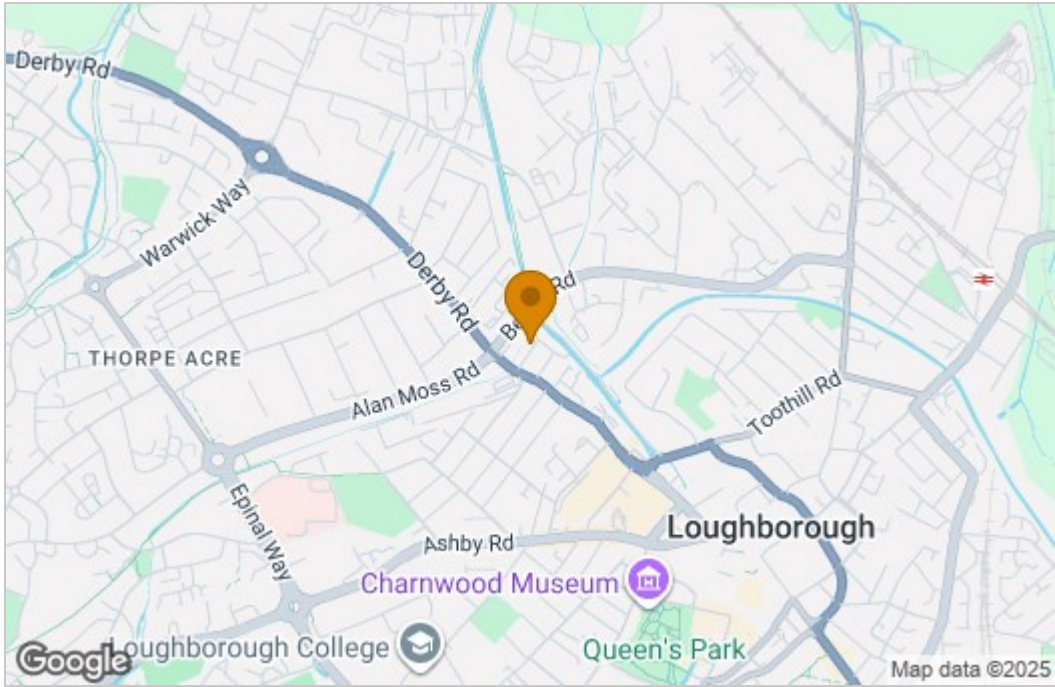 Derby Rd
Warwick Way
Derby Rd
Rd
THORPE ACRE
Alan Moss Rd
Toothill Rd
Epinal Way
Loughborough
Ashby Rd
Charnwood Museum
Loughborough College
Queen's Park
Google
Map data ©2025